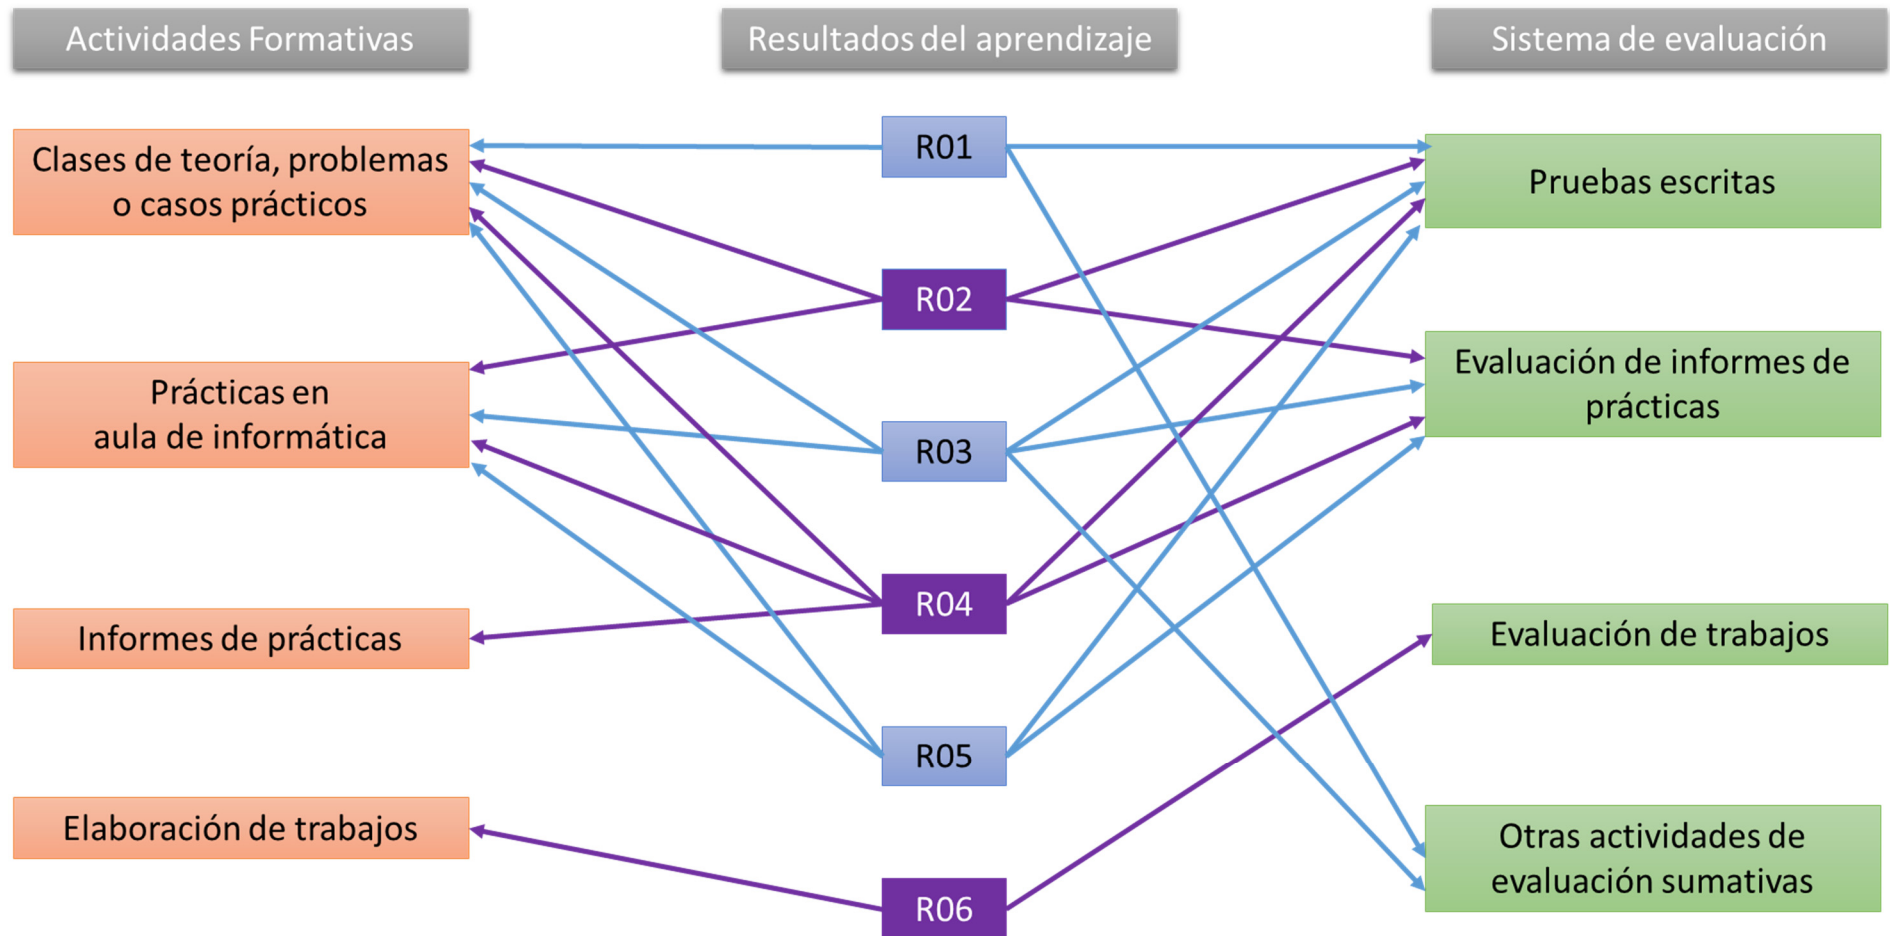 Actividades Formativas
Resultados del aprendizaje
Sistema de evaluación
Clases de teoría, problemas
o casos prácticos
Prácticas en
aula de informática
Informes de prácticas
Elaboración de trabajos
R01
R02
R03
R04
R05
R06
Pruebas escritas
Evaluación de informes de
prácticas
Evaluación de trabajos
Otras actividades de
evaluación sumativas